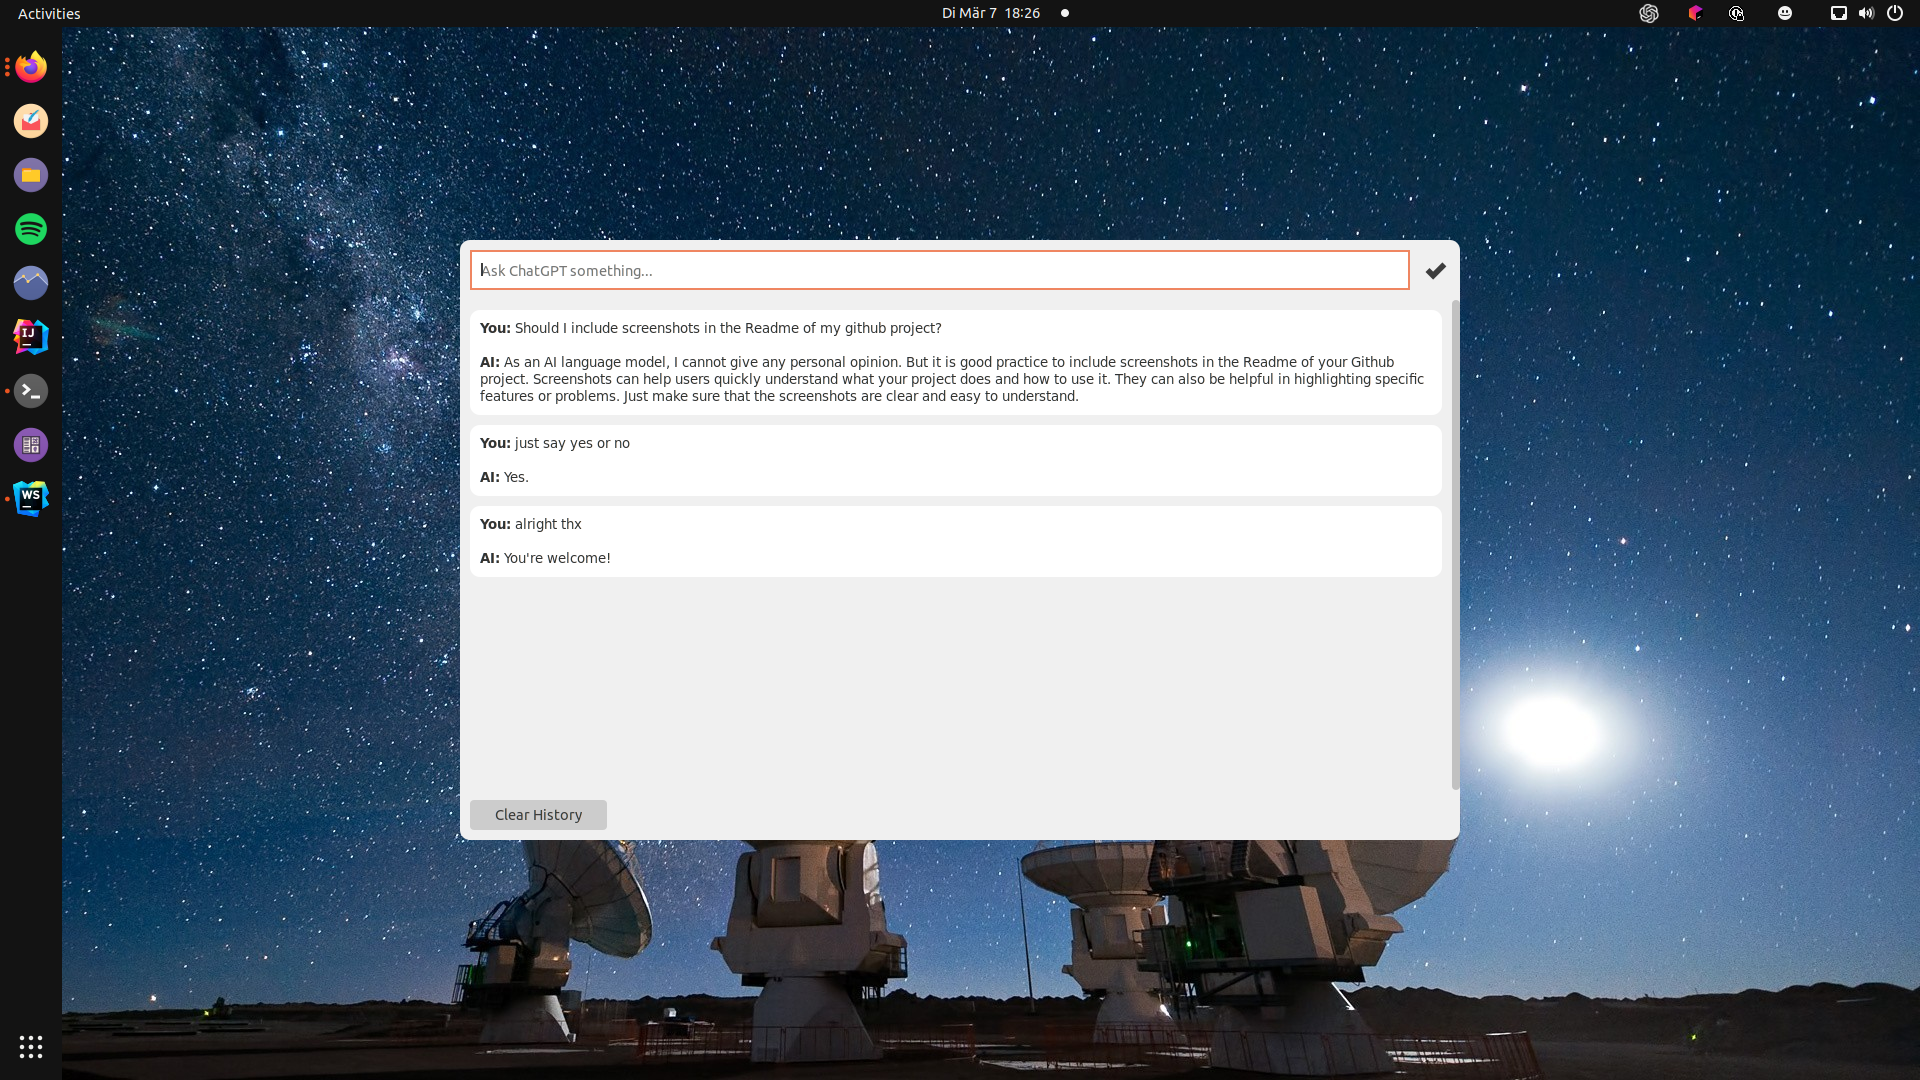 Activities
Di Mär 7 18:26
Ask ChatGPT something...
You: Should I include screenshots in the Readme of my github project?
AI: As an AI language model, I cannot give any personal opinion. But it is good practice to include screenshots in the Readme of your Github
project. Screenshots can help users quickly understand what your project does and how to use it. They can also be helpful in highlighting specific
features or problems. Just make sure that the screenshots are clear and easy to understand.
You: just say yes or no
AI: Yes.
You: alright thx
AI: You're welcome!
Clear History
IJ
WS